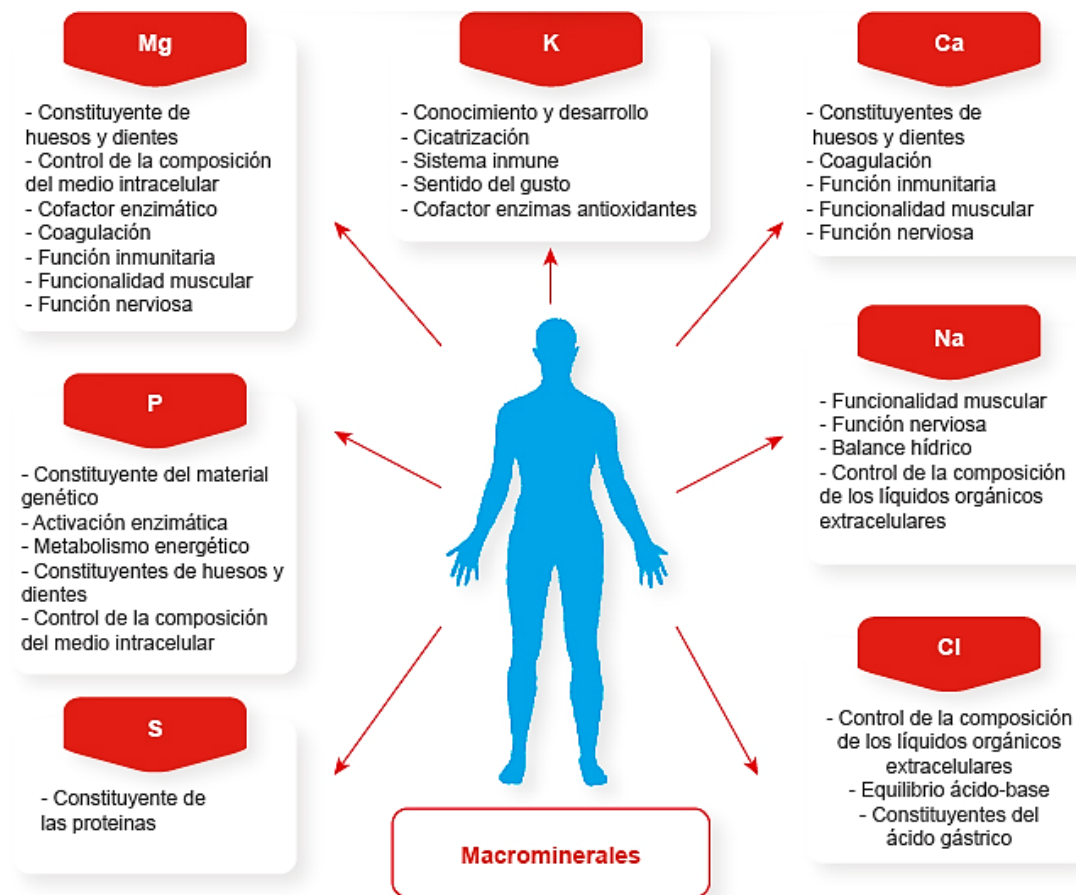 Mg
- Constituyente de
huesos y dientes
- Control de la composición
del medio intracelular
- Cofactor enzimático
- Coagulación
- Función inmunitaria
- Funcionalidad muscular
- Función nerviosa
K
- Conocimiento y desarrollo
- Cicatrización
- Sistema inmune
- Sentido del gusto
- Cofactor enzimas antioxidantes
Ca
- Constituyentes de
huesos y dientes
- Coagulación
- Función inmunitaria
- Funcionalidad muscular
- Función nerviosa
P
- Constituyente del material
genético
- Activación enzimática
- Metabolismo energético
- Constituyentes de huesos y
dientes
- Control de la composición
del medio intracelular
Na
- Funcionalidad muscular
- Función nerviosa
- Balance hídrico
- Control de la composición
de los líquidos orgánicos
extracelulares
S
- Constituyente de
las proteinas
Cl
- Control de la composición
de los líquidos orgánicos
extracelulares
- Equilibrio ácido-base
- Constituyentes del
ácido gástrico
Macrominerales